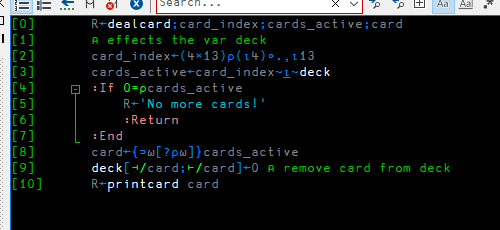 Search... Aa Aa
[0] R←dealcard;card_index;cards_active;card
[1] ⍝ effects the var deck
[2] card_index←(4×13)⍴(⍳4)∘.,⍳13
[3] cards_active←card_index~⍸~deck
[4] :If 0=⍴cards_active
[5] R←'No more cards!'
[6] :Return
[7] :End
[8] card←{⊃⍵[?⍴⍵]}cards_active
[9] deck[⊣/card;⊢/card]←0 ⍝ remove card from deck
[10] R←printcard card